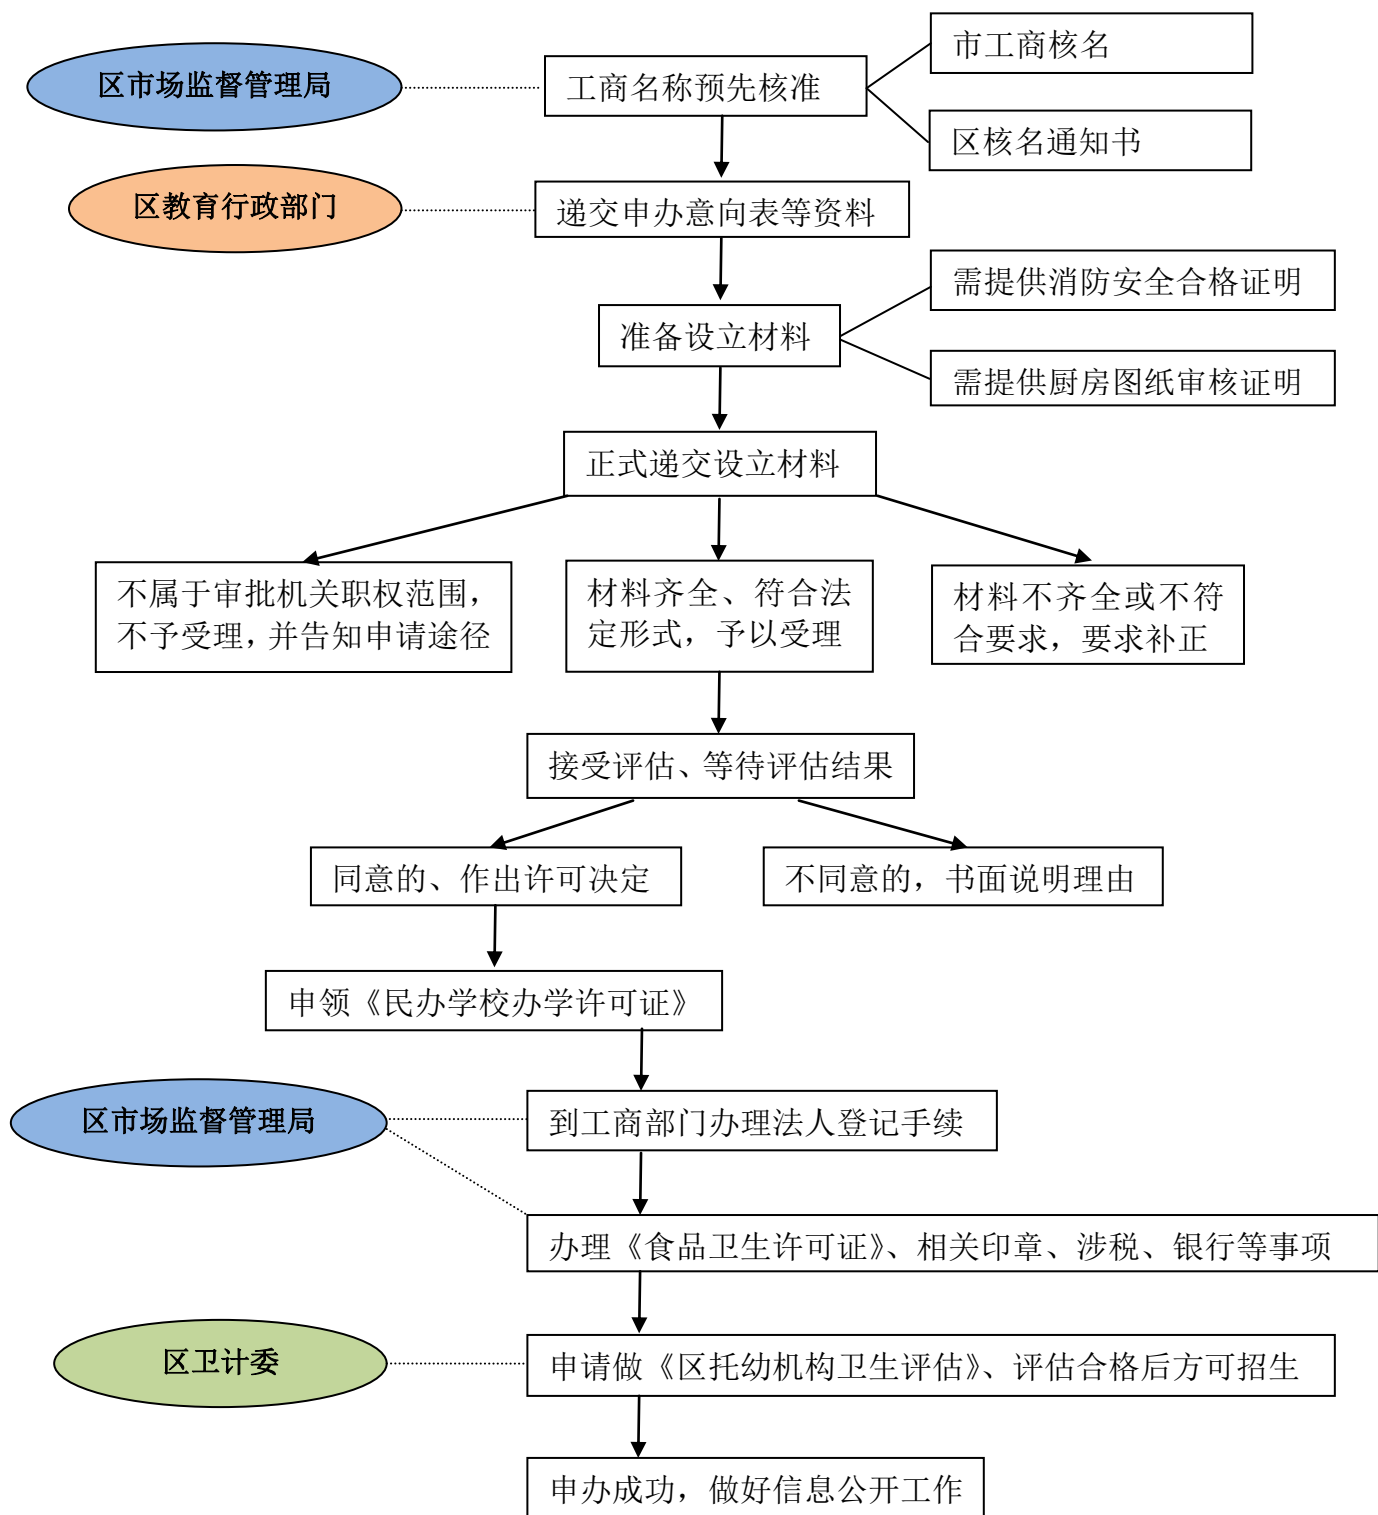 市工商核名
区市场监督管理局
工商名称预先核准
区核名通知书
区教育行政部门
递交申办意向表等资料
需提供消防安全合格证明
准备设立材料
需提供厨房图纸审核证明
正式递交设立材料
不属于审批机关职权范围，
不予受理，并告知申请途径
材料齐全、符合法
定形式，予以受理
材料不齐全或不符
合要求，要求补正
接受评估、等待评估结果
同意的、作出许可决定
不同意的，书面说明理由
申领《民办学校办学许可证》
区市场监督管理局
到工商部门办理法人登记手续
办理《食品卫生许可证》、相关印章、涉税、银行等事项
区卫计委
申请做《区托幼机构卫生评估》、评估合格后方可招生
申办成功，做好信息公开工作